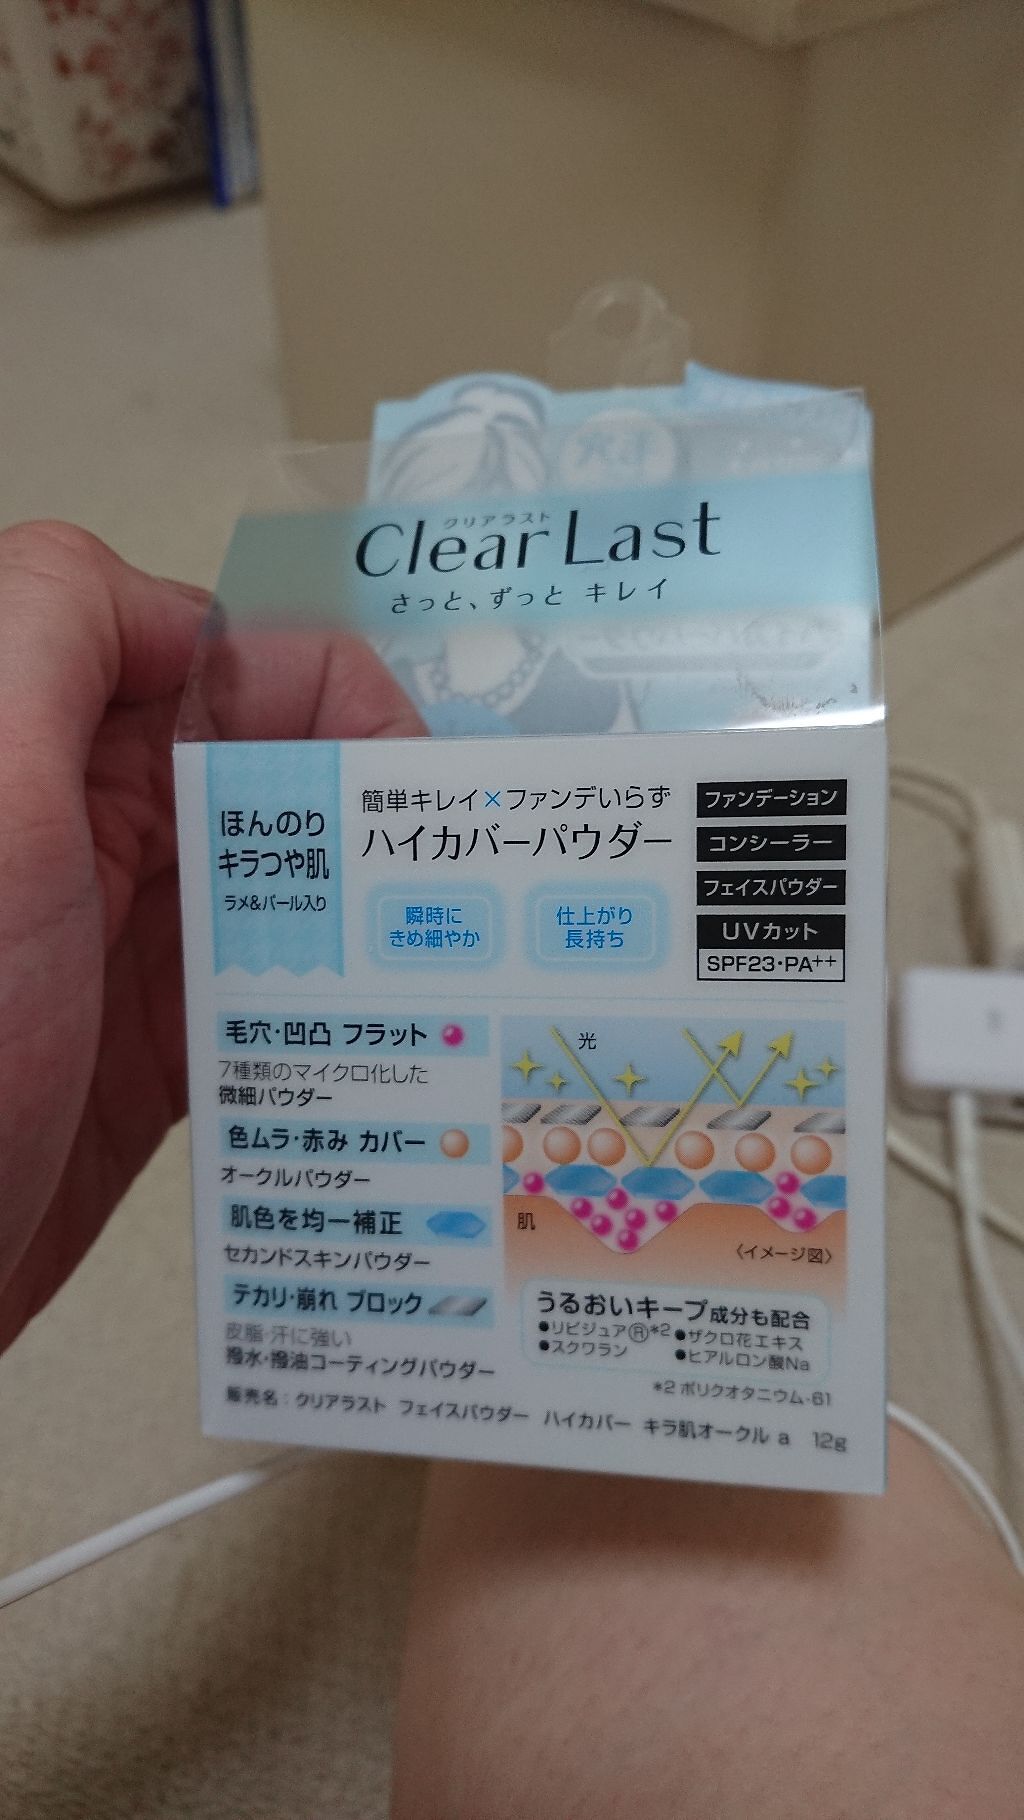 クリアラスト
Clear Last
さっと、ずっと キレイ
ほんのり
キラつや肌
ラメ&パール入り
簡単キレイ×ファンデいらず
ハイカバーパウダー
瞬時に
きめ細やか
仕上がり
長持ち
ファンデーション
コンシーラー
フェイスパウダー
UVカット
SPF23・PA++
毛穴・凹凸 フラット
7種類のマイクロ化した
微細パウダー
色ムラ・赤み カバー
オークルパウダー
肌色を均一補正
セカンドスキンパウダー
テカリ・崩れ ブロック
皮脂・汗に強い
撥水・撥油コーティングパウダー
光
肌
〈イメージ図〉
うるおいキープ成分も配合
●リピジュア®*2 ●ザクロ花エキス
●スクワラン ●ヒアルロン酸Na
*2 ポリクオタニウム-61
販売名：クリアラスト フェイスパウダー ハイカバー キラ肌オークル a 12g